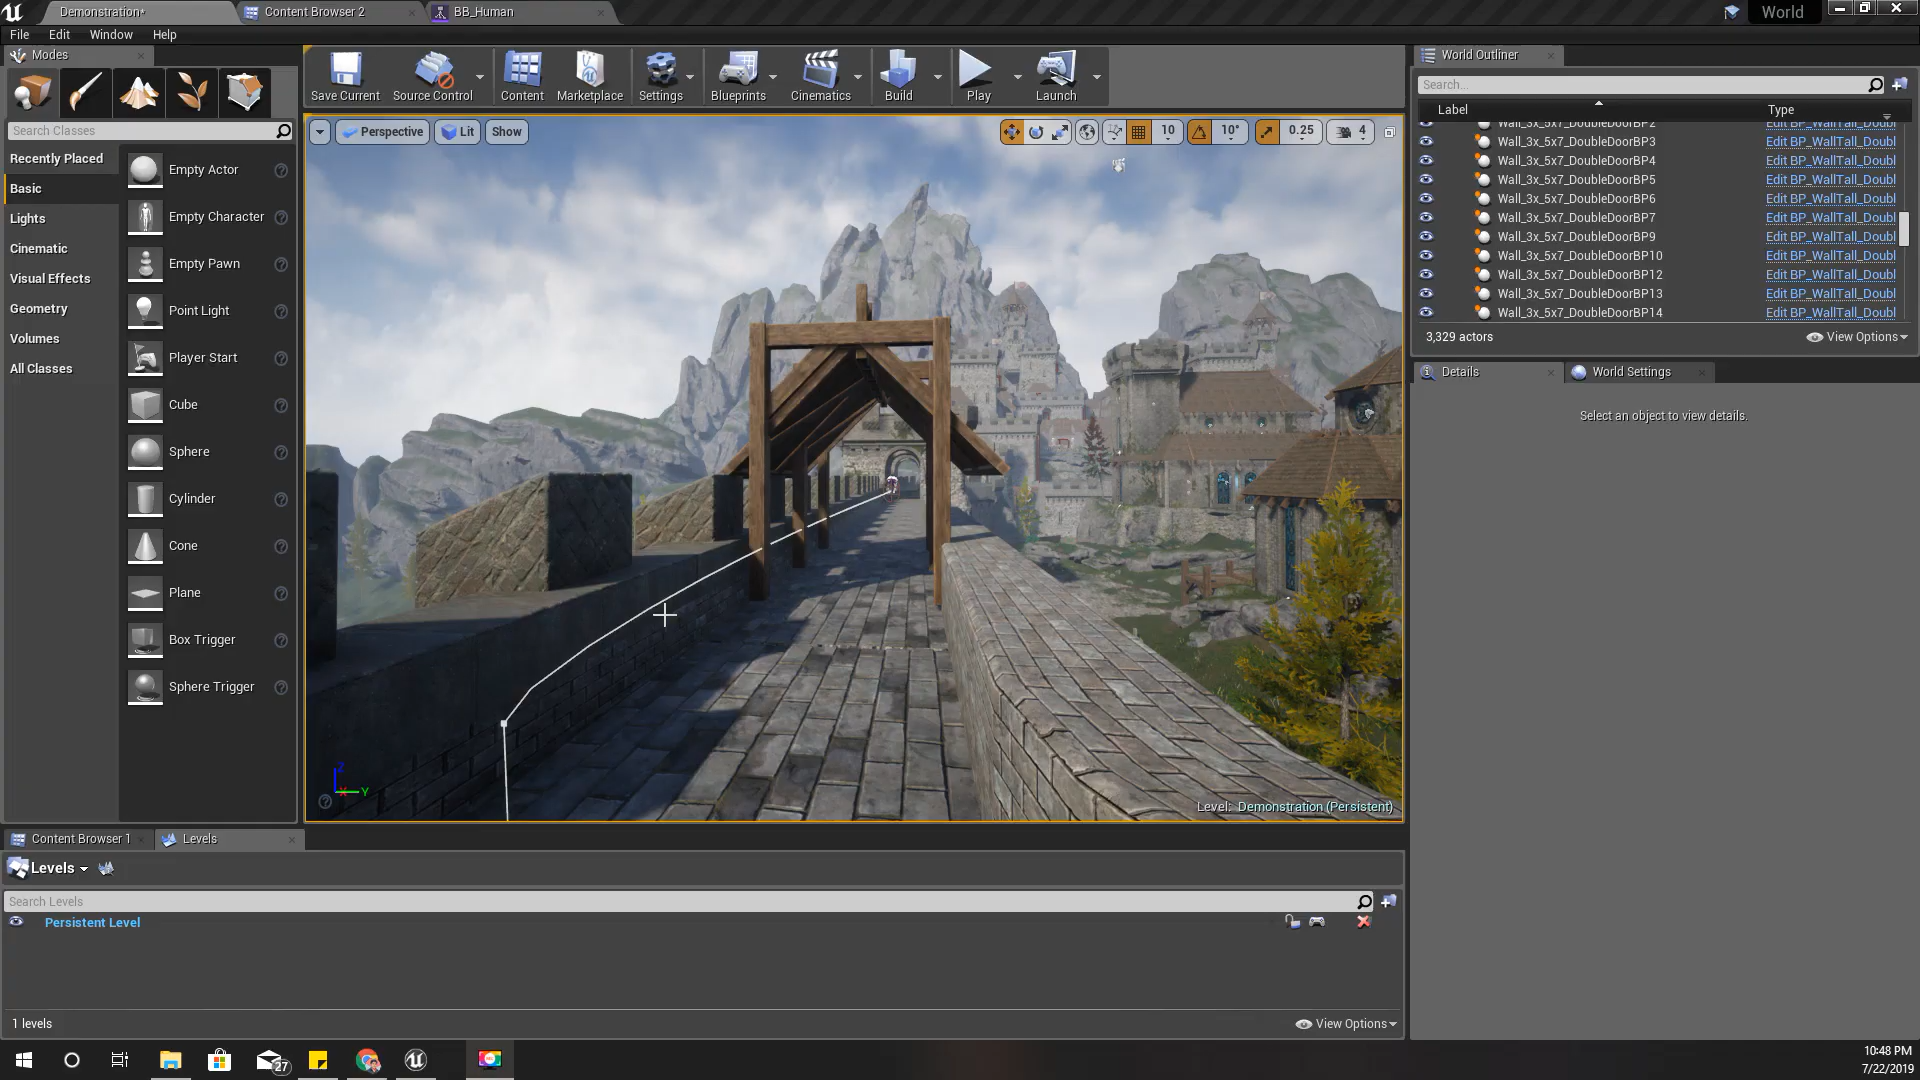 Demonstration*
Content Browser 2
BB_Human
World
File
Edit
Window
Help
Modes
Search Classes
Recently Placed
Basic
Lights
Cinematic
Visual Effects
Geometry
Volumes
All Classes
Empty Actor
Empty Character
Empty Pawn
Point Light
Player Start
Cube
Sphere
Cylinder
Cone
Plane
Box Trigger
Sphere Trigger
Save Current
Source Control
Content
Marketplace
Settings
Blueprints
Cinematics
Build
Play
Launch
Perspective
Lit
Show
10
10°
0.25
4
Z
X
Y
Level: Demonstration (Persistent)
World Outliner
Search...
Label
Type
Wall_3x_5x7_DoubleDoorBP2 Edit BP_WallTall_Doubl
Wall_3x_5x7_DoubleDoorBP3 Edit BP_WallTall_Doubl
Wall_3x_5x7_DoubleDoorBP4 Edit BP_WallTall_Doubl
Wall_3x_5x7_DoubleDoorBP5 Edit BP_WallTall_Doubl
Wall_3x_5x7_DoubleDoorBP6 Edit BP_WallTall_Doubl
Wall_3x_5x7_DoubleDoorBP7 Edit BP_WallTall_Doubl
Wall_3x_5x7_DoubleDoorBP9 Edit BP_WallTall_Doubl
Wall_3x_5x7_DoubleDoorBP10 Edit BP_WallTall_Doubl
Wall_3x_5x7_DoubleDoorBP12 Edit BP_WallTall_Doubl
Wall_3x_5x7_DoubleDoorBP13 Edit BP_WallTall_Doubl
Wall_3x_5x7_DoubleDoorBP14 Edit BP_WallTall_Doubl
3,329 actors
View Options
Details
World Settings
Select an object to view details.
Content Browser 1
Levels
Levels
Search Levels
Persistent Level
1 levels
View Options
27
10:48 PM
7/22/2019